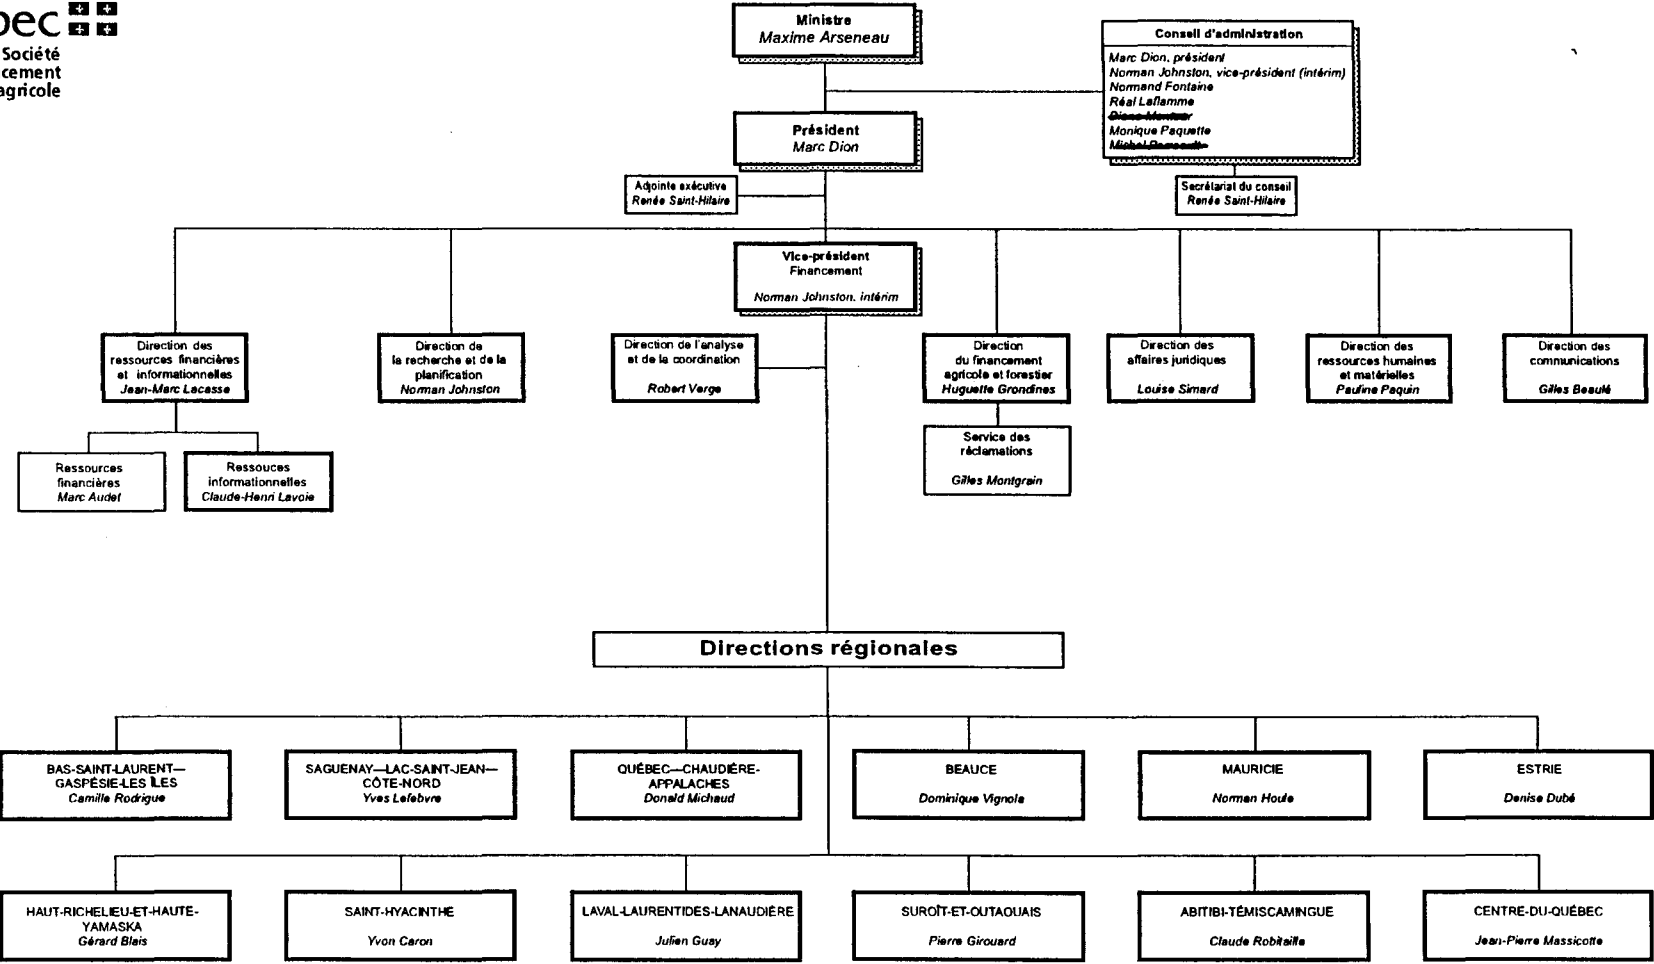 bec
Société
cement
agricole
Ministre
Maxime Arseneau
Conseil d'administration
Marc Dion, président
Norman Johnston, vice-président (intérim)
Normand Fontaine
Réal Laflamme
Monique Paquette
Président
Marc Dion
Adjointe exécutive
Renée Saint-Hilaire
Secrétariat du conseil
Renée Saint-Hilaire
Vice-président
Financement
Norman Johnston, intérim
Direction des
ressources financières
et informationnelles
Jean-Marc Lacasse
Direction de
la recherche et de la
planification
Norman Johnston
Direction de l'analyse
et de la coordination
Robert Verge
Direction
du financement
agricole et forestier
Huguette Grondines
Direction des
affaires juridiques
Louise Simard
Direction des
ressources humaines
et matérielles
Pauline Paquin
Direction des
communications
Gilles Beaulé
Ressources
financières
Marc Audet
Ressouces
informationnelles
Claude-Henri Lavoie
Service des
réclamations
Gilles Montgrain
Directions régionales
BAS-SAINT-LAURENT—
GASPÉSIE-LES ÎLES
Camille Rodrigue
SAGUENAY—LAC-SAINT-JEAN—
CÔTE-NORD
Yves Lefebvre
QUÉBEC—CHAUDIÈRE-
APPALACHES
Donald Michaud
BEAUCE
Dominique Vignola
MAURICIE
Norman Houle
ESTRIE
Denise Dubé
HAUT-RICHELIEU-ET-HAUTE-
YAMASKA
Gérard Blais
SAINT-HYACINTHE
Yvon Caron
LAVAL-LAURENTIDES-LANAUDIÈRE
Julien Guay
SUROÎT-ET-OUTAOUAIS
Pierre Girouard
ABITIBI-TÉMISCAMINGUE
Claude Robitaille
CENTRE-DU-QUÉBEC
Jean-Pierre Massicotte